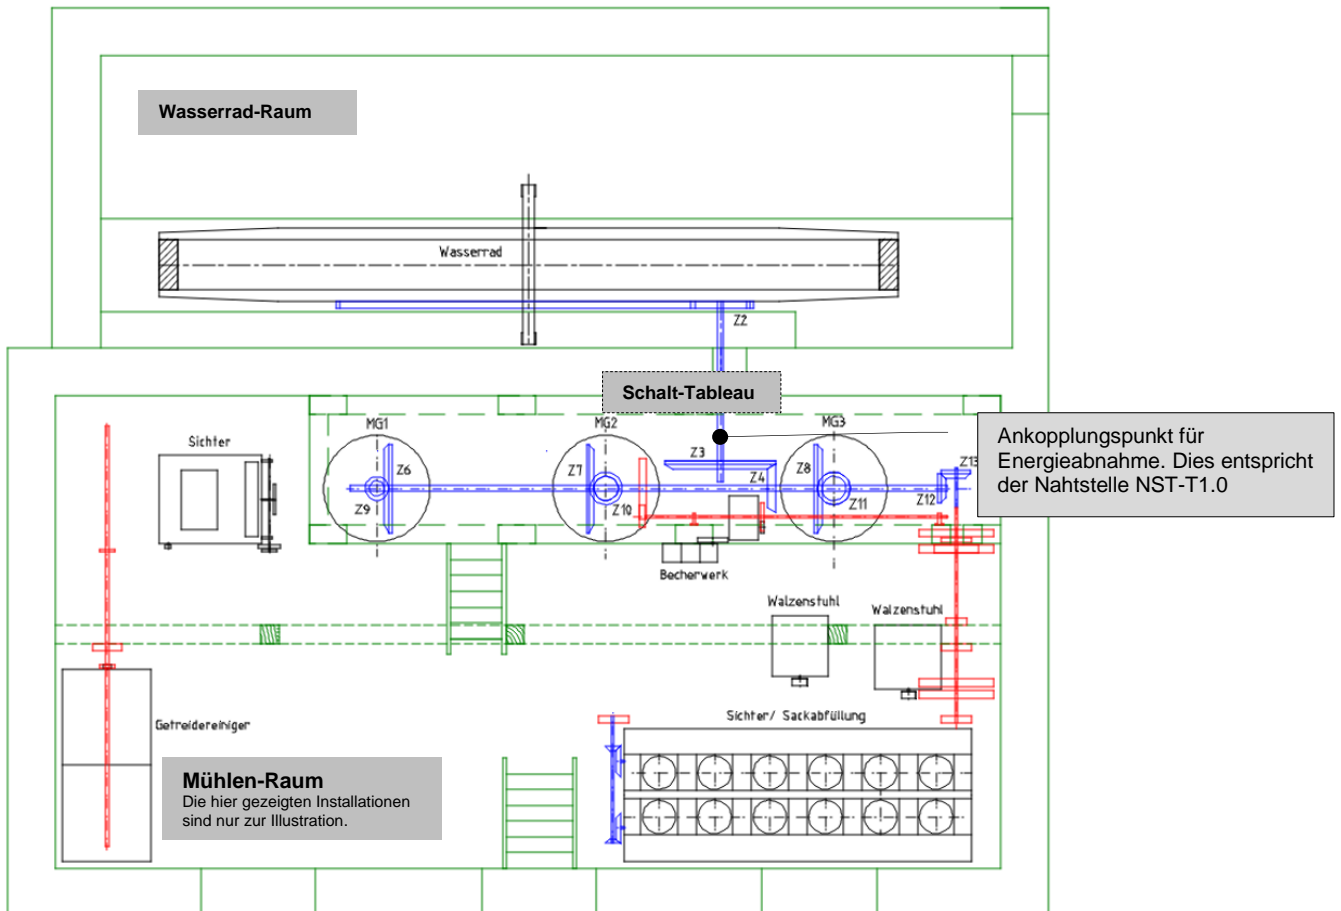 Wasserrad-Raum
Wasserrad
Z2
Schalt-Tableau
MG1
MG2
MG3
Ankopplungspunkt für
Energieabnahme. Dies entspricht
der Nahtstelle NST-T1.0
Sichter
Z3
Z6
Z7
Z4
Z8
Z13
Z9
Z10
Z11
Z12
Becherwerk
Walzenstuhl
Walzenstuhl
Getreidereiniger
Sichter/ Sackabfüllung
Mühlen-Raum
Die hier gezeigten Installationen
sind nur zur Illustration.